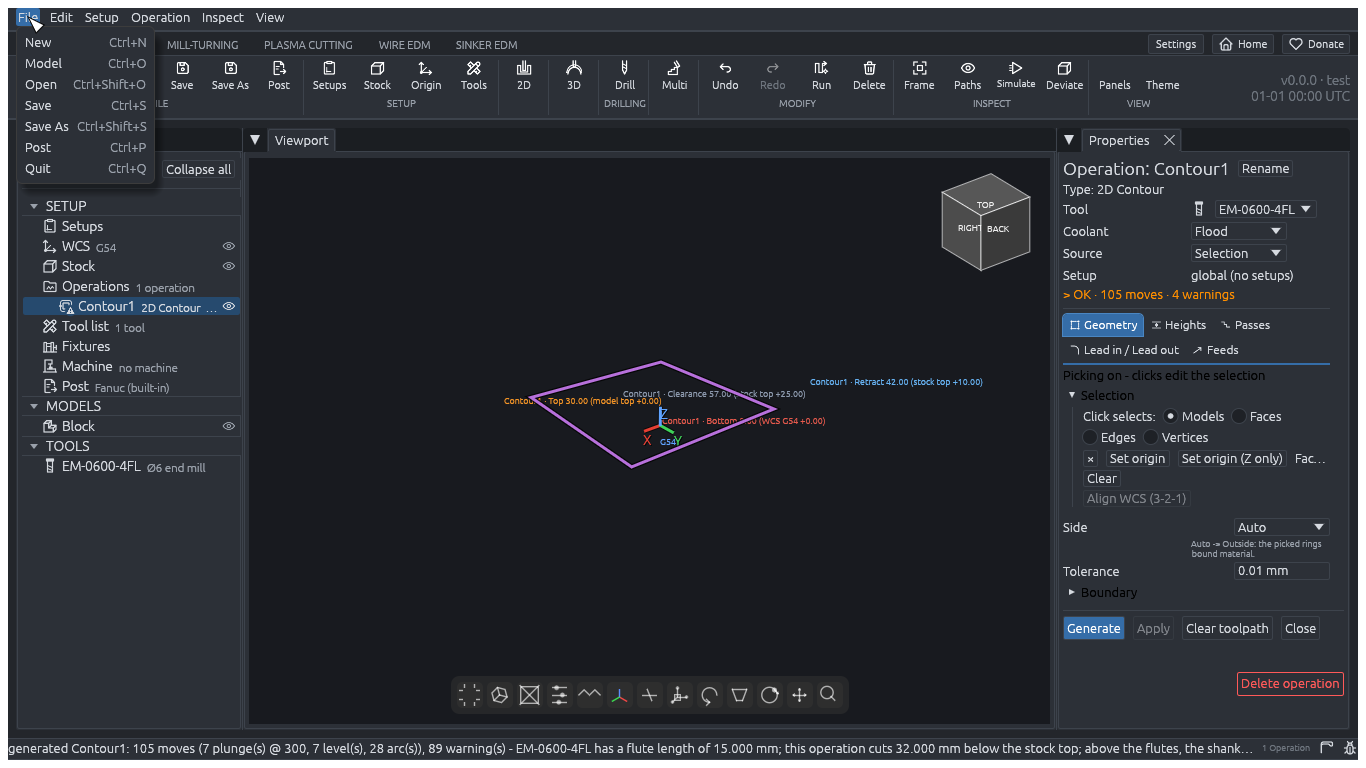 File Edit Setup Operation Inspect View
New Ctrl+N
Model Ctrl+O
Open Ctrl+Shift+O
Save Ctrl+S
Save As Ctrl+Shift+S
Post Ctrl+P
Quit Ctrl+Q
MILL-TURNING PLASMA CUTTING WIRE EDM SINKER EDM
Settings Home Donate
Save Save As Post Setups Stock Origin Tools 2D 3D Drill Multi Undo Redo Run Delete Frame Paths Simulate Deviate Panels Theme
SETUP DRILLING MODIFY INSPECT VIEW
v0.0.0 · test
01-01 00:00 UTC
Collapse all
SETUP
Setups
WCS G54
Stock
Operations 1 operation
Contour1 2D Contour ...
Tool list 1 tool
Fixtures
Machine no machine
Post Fanuc (built-in)
MODELS
Block
TOOLS
EM-0600-4FL Ø6 end mill
Viewport
TOP
RIGHT BACK
Contour1 · Retract 42.00 (stock top +10.00)
Contour1 · Clearance 57.00 (stock top +25.00)
Contour1 · Top 30.00 (model top +0.00)
(WCS G54 +0.00)
Z
X Y
G54
Properties
Operation: Contour1 Rename
Type: 2D Contour
Tool EM-0600-4FL
Coolant Flood
Source Selection
Setup global (no setups)
> OK · 105 moves · 4 warnings
Geometry Heights Passes
Lead in / Lead out Feeds
Picking on - clicks edit the selection
Selection
Click selects: Models Faces
Edges Vertices
× Set origin Set origin (Z only) Fac...
Clear
Align WCS (3-2-1)
Side Auto
Auto -> Outside: the picked rings
bound material.
Tolerance 0.01 mm
Boundary
Generate Apply Clear toolpath Close
Delete operation
generated Contour1: 105 moves (7 plunge(s) @ 300, 7 level(s), 28 arc(s)), 89 warning(s) - EM-0600-4FL has a flute length of 15.000 mm; this operation cuts 32.000 mm below the stock top; above the flutes, the shank... 1 Operation